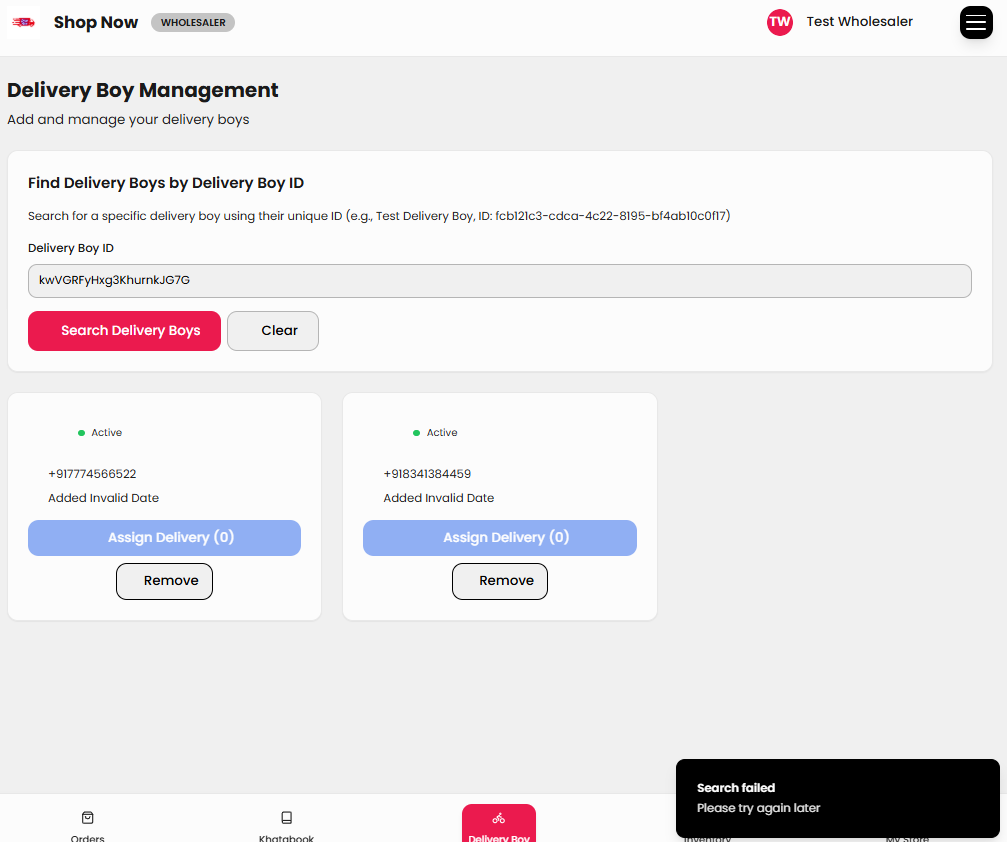 Shop Now WHOLESALER
TW Test Wholesaler
Delivery Boy Management
Add and manage your delivery boys
Find Delivery Boys by Delivery Boy ID
Search for a specific delivery boy using their unique ID (e.g., Test Delivery Boy, ID: fcb121c3-cdca-4c22-8195-bf4ab10c0f17)
Delivery Boy ID
kwVGRFyHxg3KhurnkJG7G
Search Delivery Boys Clear
Active
+917774566522
Added Invalid Date
Assign Delivery (0)
Remove
Active
+918341384459
Added Invalid Date
Assign Delivery (0)
Remove
Search failed
Please try again later
Orders
Khatabook
Delivery Boy
Inventory
My Store